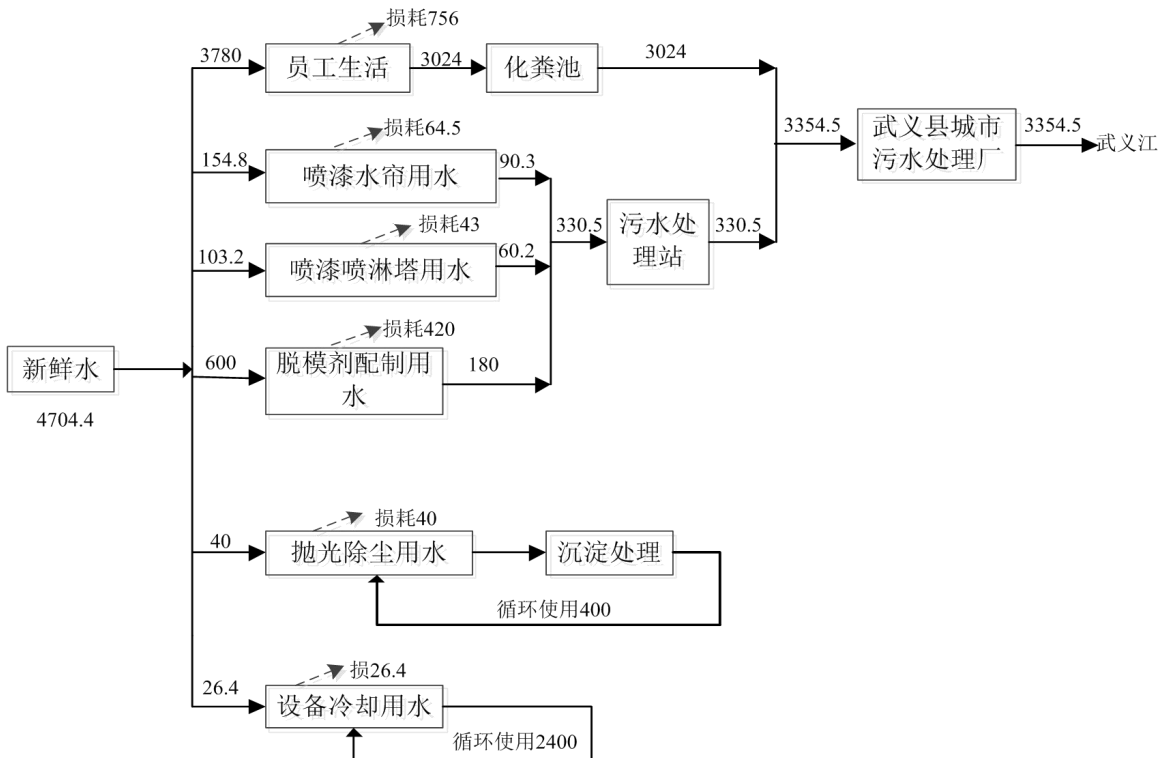 损耗756
3780
员工生活
3024
化粪池
3024
损耗64.5
154.8
喷漆水帘用水
90.3
3354.5
武义县城市
污水处理厂
3354.5
武义江
损耗43
103.2
喷漆喷淋塔用水
60.2
330.5
污水处
理站
330.5
新鲜水
4704.4
损耗420
600
脱模剂配制用
水
180
损耗40
40
抛光除尘用水
沉淀处理
循环使用400
损26.4
26.4
设备冷却用水
循环使用2400